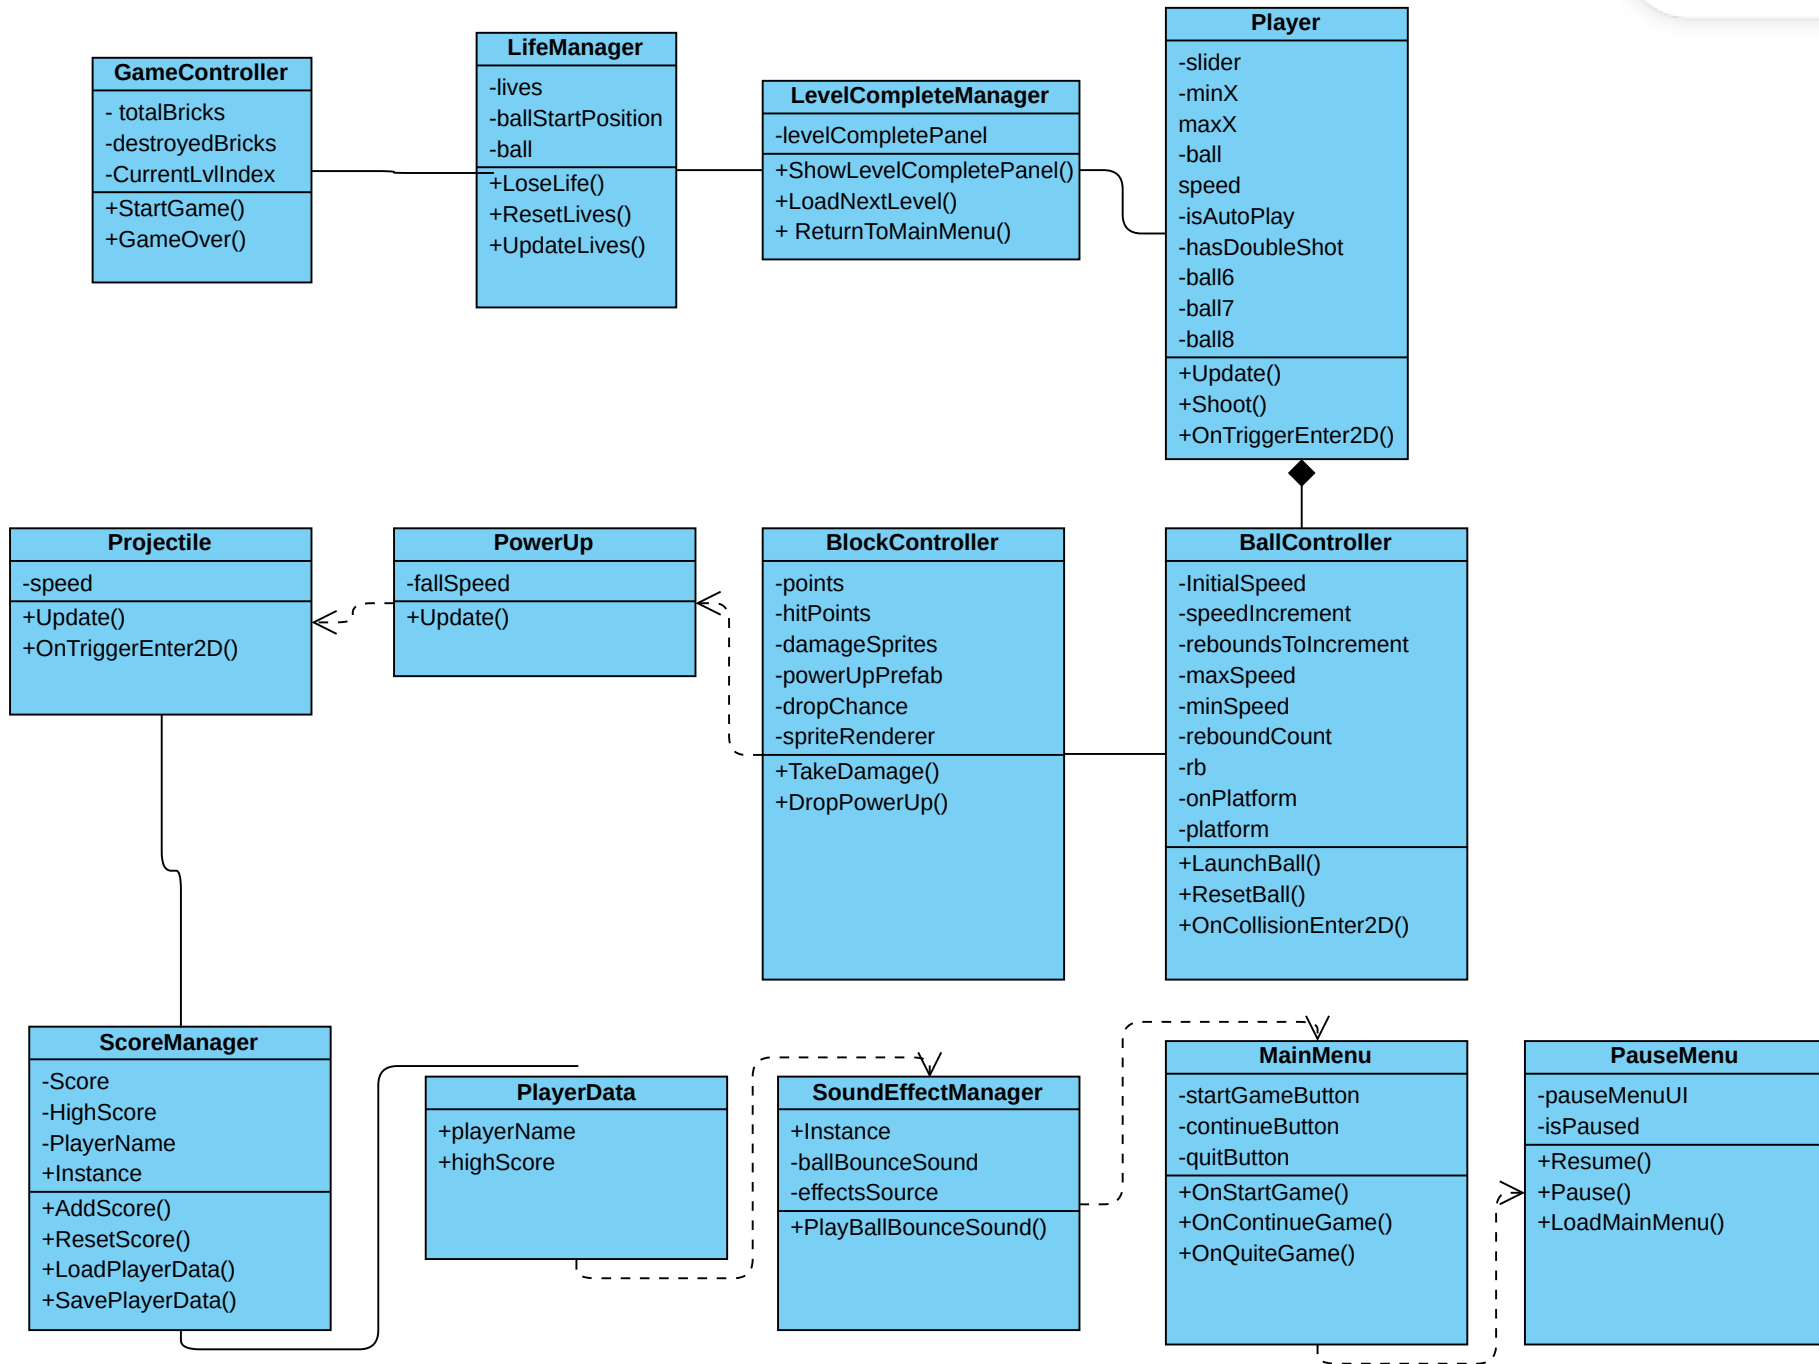 GameController
- totalBricks
-destroyedBricks
-CurrentLvlIndex
+StartGame()
+GameOver()
LifeManager
-lives
-ballStartPosition
-ball
+LoseLife()
+ResetLives()
+UpdateLives()
LevelCompleteManager
-levelCompletePanel
+ShowLevelCompletePanel()
+LoadNextLevel()
+ ReturnToMainMenu()
Player
-slider
-minX
maxX
-ball
speed
-isAutoPlay
-hasDoubleShot
-ball6
-ball7
-ball8
+Update()
+Shoot()
+OnTriggerEnter2D()
Projectile
-speed
+Update()
+OnTriggerEnter2D()
PowerUp
-fallSpeed
+Update()
BlockController
-points
-hitPoints
-damageSprites
-powerUpPrefab
-dropChance
-spriteRenderer
+TakeDamage()
+DropPowerUp()
BallController
-InitialSpeed
-speedIncrement
-reboundsToIncrement
-maxSpeed
-minSpeed
-reboundCount
-rb
-onPlatform
-platform
+LaunchBall()
+ResetBall()
+OnCollisionEnter2D()
ScoreManager
-Score
-HighScore
-PlayerName
+Instance
+AddScore()
+ResetScore()
+LoadPlayerData()
+SavePlayerData()
PlayerData
+playerName
+highScore
SoundEffectManager
+Instance
-ballBounceSound
-effectsSource
+PlayBallBounceSound()
MainMenu
-startGameButton
-continueButton
-quitButton
+OnStartGame()
+OnContinueGame()
+OnQuiteGame()
PauseMenu
-pauseMenuUI
-isPaused
+Resume()
+Pause()
+LoadMainMenu()